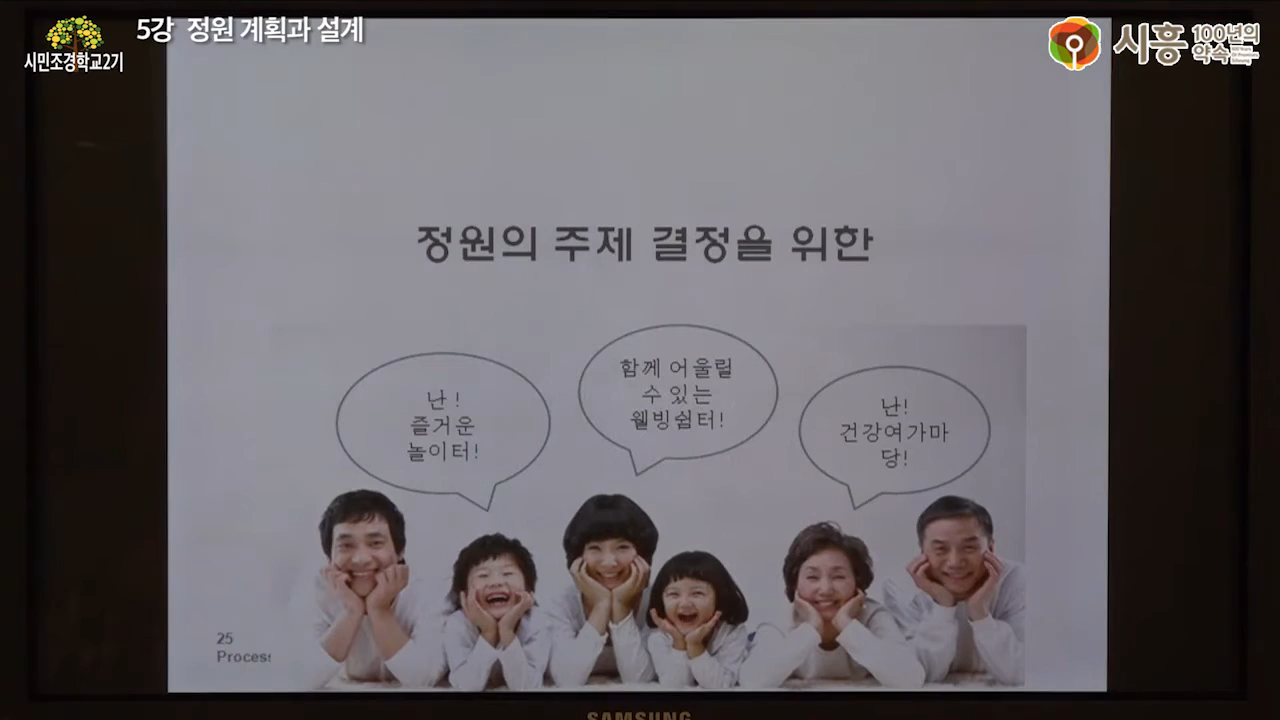 5강 정원 계획과 설계
시민조경학교2기
시흥 100년의
약속
정원의 주제 결정을 위한
난 !
즐거운
놀이터!
함께 어울릴
수 있는
웰빙쉼터!
난!
건강여가마
당!
25
Process
SAMSUNG